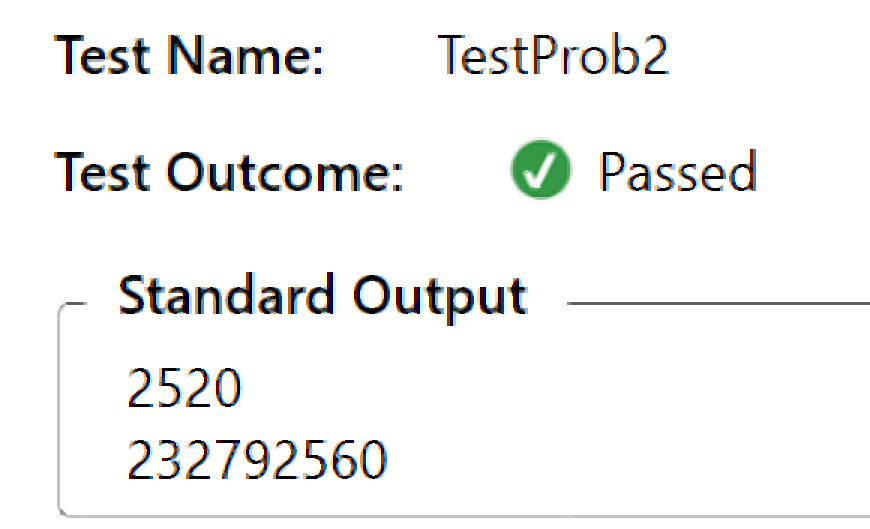 Test Name: TestProb2
Test Outcome: Passed
Standard Output
2520
232792560